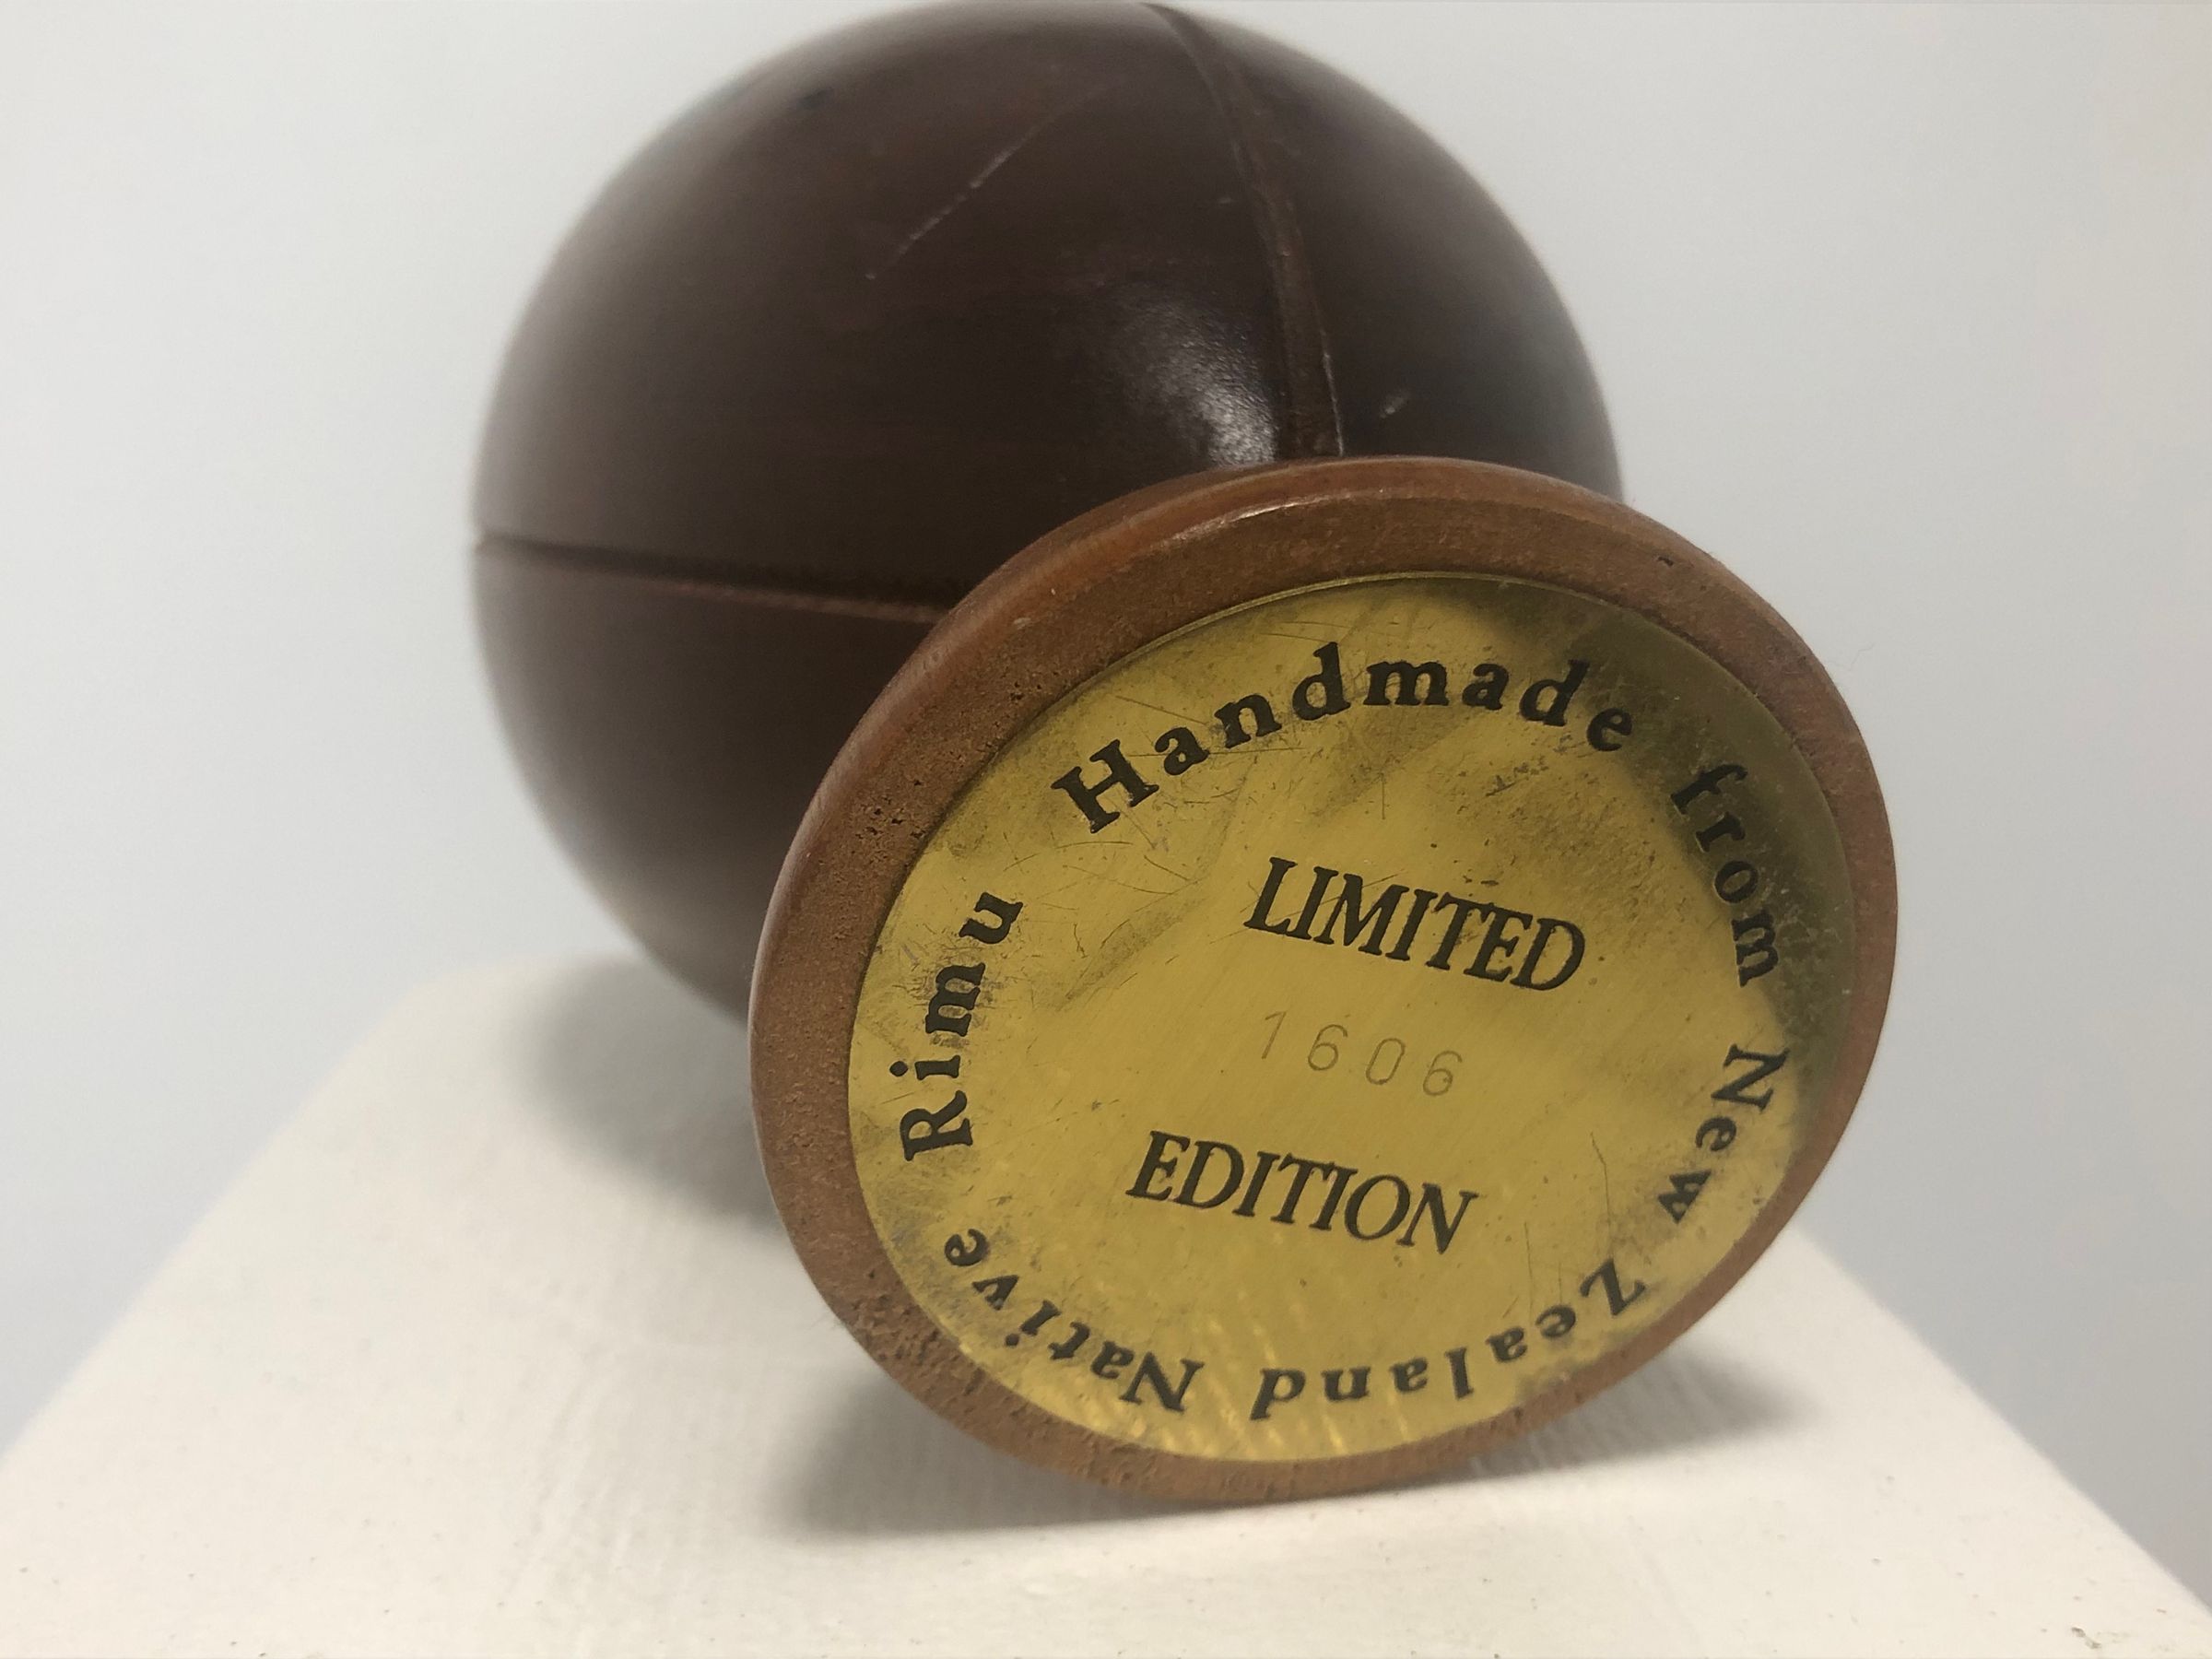 Handmade from New Zealand Native Rimu
LIMITED
1606
EDITION